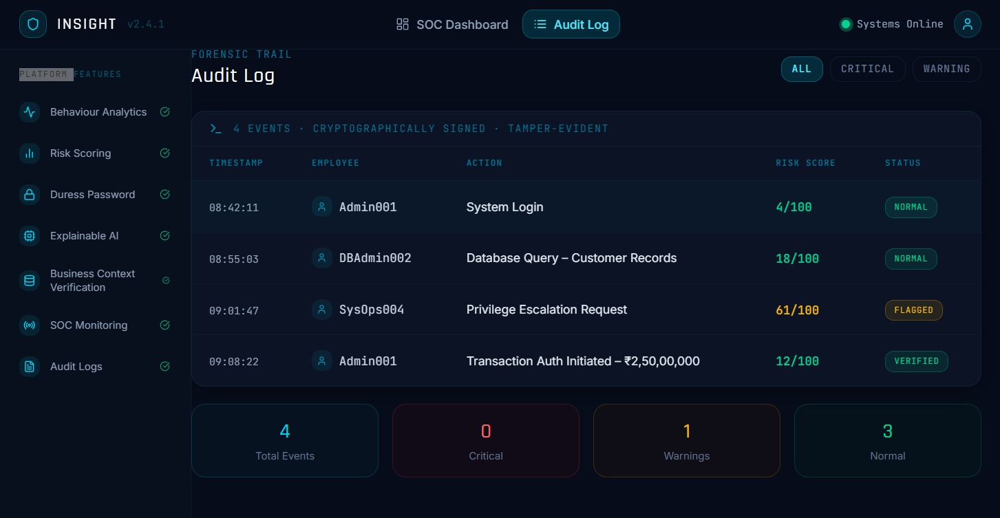 INSIGHT v2.4.1
SOC Dashboard
Audit Log
Systems Online
PLATFORM FEATURES
Behaviour Analytics
Risk Scoring
Duress Password
Explainable AI
Business Context
Verification
SOC Monitoring
Audit Logs
FORENSIC TRAIL
Audit Log
ALL CRITICAL WARNING
4 EVENTS · CRYPTOGRAPHICALLY SIGNED · TAMPER-EVIDENT
TIMESTAMP EMPLOYEE ACTION RISK SCORE STATUS
08:42:11 Admin001 System Login 4/100 NORMAL
08:55:03 DBAdmin002 Database Query – Customer Records 18/100 NORMAL
09:01:47 SysOps004 Privilege Escalation Request 61/100 FLAGGED
09:08:22 Admin001 Transaction Auth Initiated – ₹2,50,00,000 12/100 VERIFIED
4
Total Events
0
Critical
1
Warnings
3
Normal